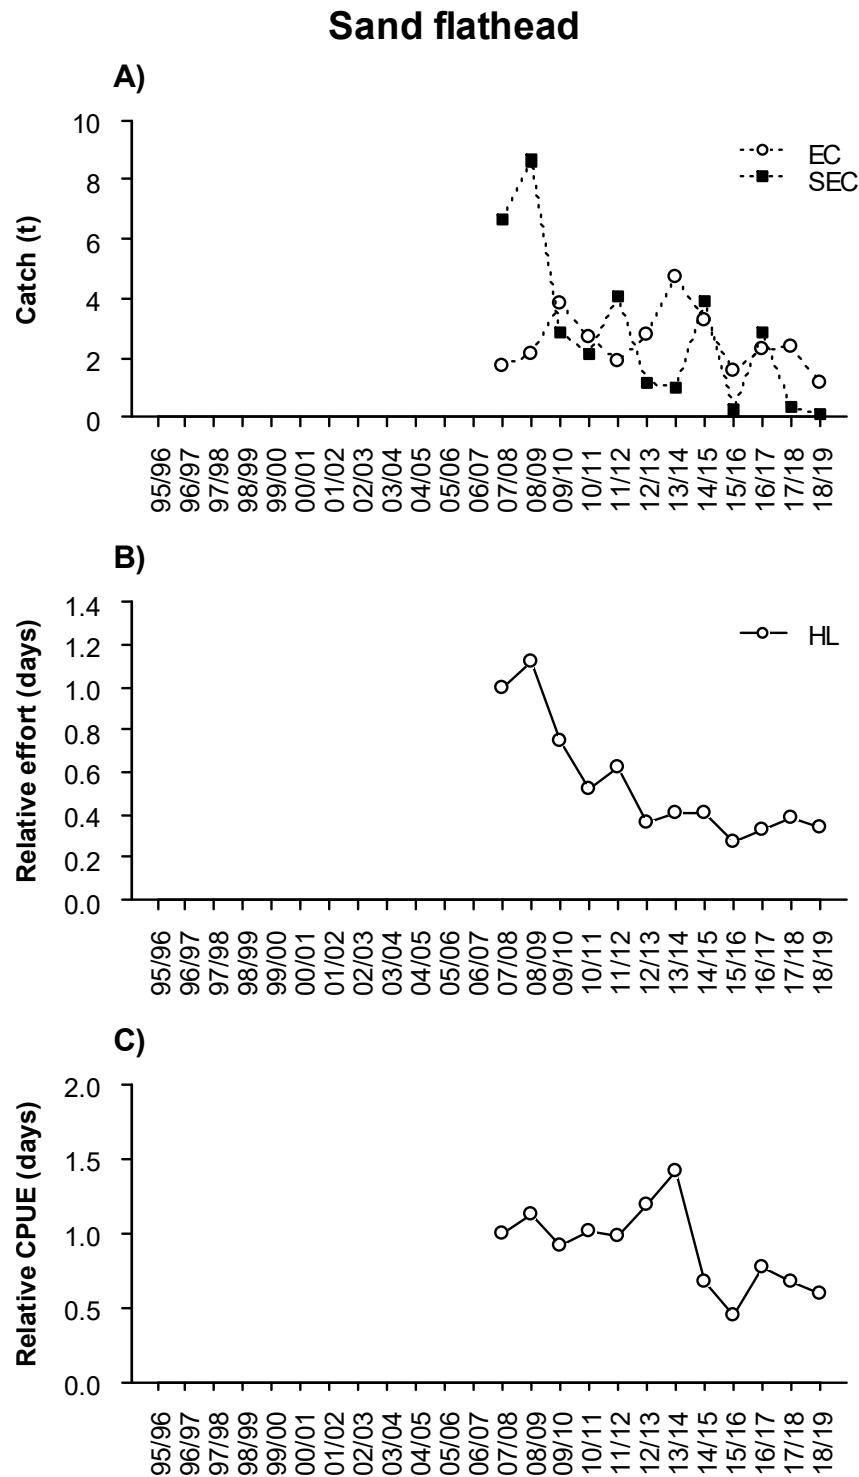 Sand flathead
A)
Catch (t)
10
8
6
4
2
0
EC
SEC
95/96 96/97 97/98 98/99 99/00 00/01 01/02 02/03 03/04 04/05 05/06 06/07 07/08 08/09 09/10 10/11 11/12 12/13 13/14 14/15 15/16 16/17 17/18 18/19
B)
Relative effort (days)
1.4
1.2
1.0
0.8
0.6
0.4
0.2
0.0
HL
95/96 96/97 97/98 98/99 99/00 00/01 01/02 02/03 03/04 04/05 05/06 06/07 07/08 08/09 09/10 10/11 11/12 12/13 13/14 14/15 15/16 16/17 17/18 18/19
C)
Relative CPUE (days)
2.0
1.5
1.0
0.5
0.0
95/96 96/97 97/98 98/99 99/00 00/01 01/02 02/03 03/04 04/05 05/06 06/07 07/08 08/09 09/10 10/11 11/12 12/13 13/14 14/15 15/16 16/17 17/18 18/19